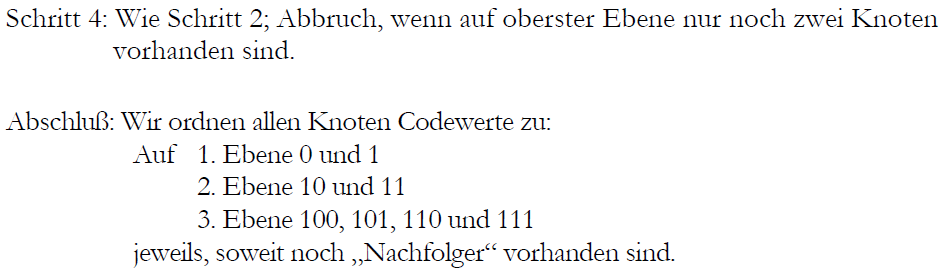 Schritt 4: Wie Schritt 2; Abbruch, wenn auf oberster Ebene nur noch zwei Knoten
vorhanden sind.
Abschluß: Wir ordnen allen Knoten Codewerte zu:
Auf 1. Ebene 0 und 1
2. Ebene 10 und 11
3. Ebene 100, 101, 110 und 111
jeweils, soweit noch „Nachfolger“ vorhanden sind.